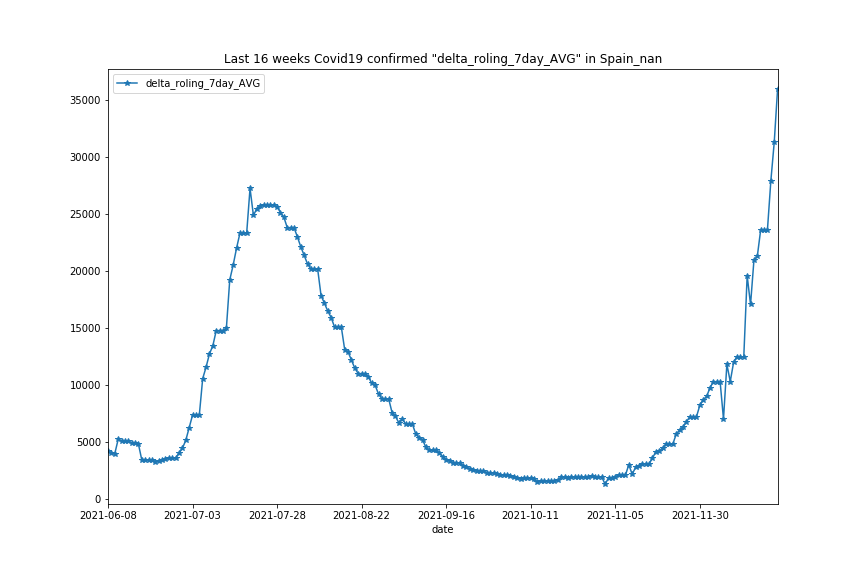 Last 16 weeks Covid19 confirmed "delta_roling_7day_AVG" in Spain_nan
delta_roling_7day_AVG
35000
30000
25000
20000
15000
10000
5000
0
2021-06-08 2021-07-03 2021-07-28 2021-08-22 2021-09-16 2021-10-11 2021-11-05 2021-11-30
date